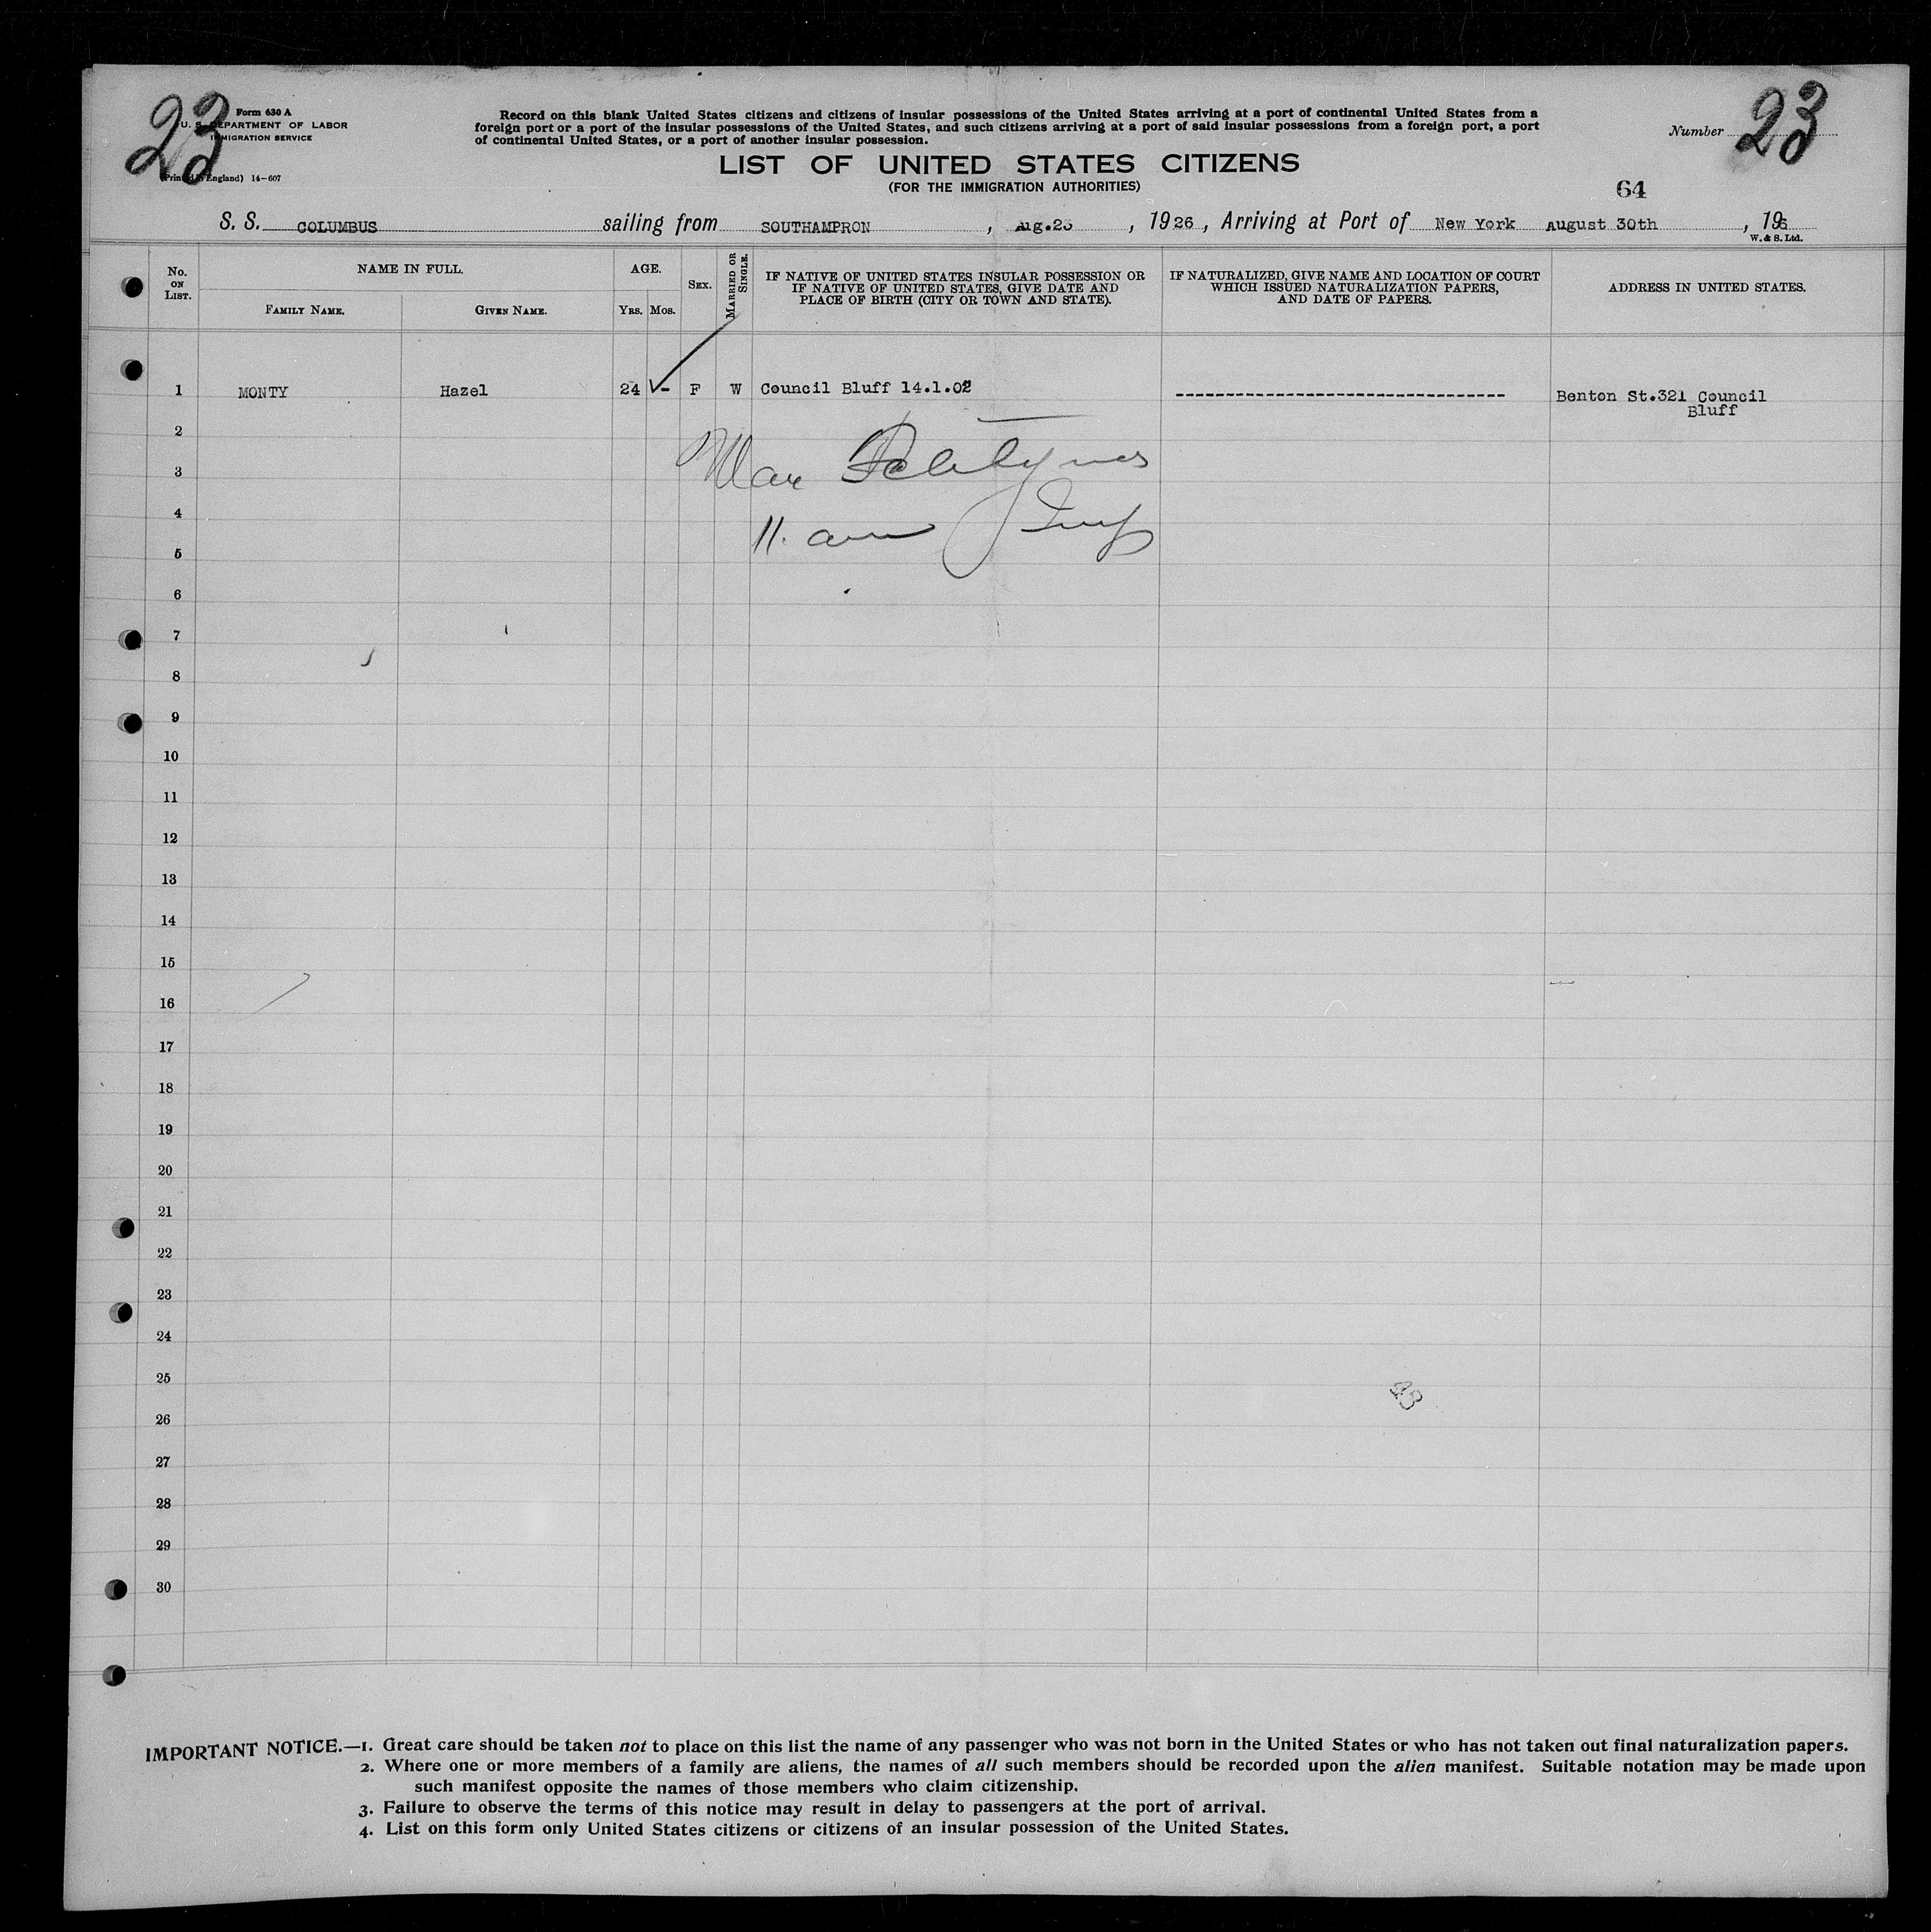 23
Form 630 A
U. S. DEPARTMENT OF LABOR
IMMIGRATION SERVICE
(Printed in England) 14—607
Record on this blank United States citizens and citizens of insular possessions of the United States arriving at a port of continental United States from a
foreign port or a port of the insular possessions of the United States, and such citizens arriving at a port of said insular possessions from a foreign port, a port
of continental United States, or a port of another insular possession.
Number 23
LIST OF UNITED STATES CITIZENS
(FOR THE IMMIGRATION AUTHORITIES)
64
S. S. COLUMBUS sailing from SOUTHAMPRON , Aug.23 , 1926 , Arriving at Port of New York August 30th , 196
W. & S. Ltd.
No. ON LIST.
NAME IN FULL.
FAMILY NAME.
GIVEN NAME.
AGE.
YRS. MOS.
SEX.
MARRIED OR SINGLE.
IF NATIVE OF UNITED STATES INSULAR POSSESSION OR
IF NATIVE OF UNITED STATES, GIVE DATE AND
PLACE OF BIRTH (CITY OR TOWN AND STATE).
IF NATURALIZED, GIVE NAME AND LOCATION OF COURT
WHICH ISSUED NATURALIZATION PAPERS,
AND DATE OF PAPERS.
ADDRESS IN UNITED STATES.
1 MONTY Hazel 24 - F W Council Bluff 14.1.02 ------------------------------- Benton St.321 Council
Bluff
2
3
4
11. am
5
6
7
8
9
10
11
12
13
14
15
16
17
18
19
20
21
22
23
24
25
43
26
27
28
29
30
IMPORTANT NOTICE.—1. Great care should be taken not to place on this list the name of any passenger who was not born in the United States or who has not taken out final naturalization papers.
2. Where one or more members of a family are aliens, the names of all such members should be recorded upon the alien manifest. Suitable notation may be made upon
such manifest opposite the names of those members who claim citizenship.
3. Failure to observe the terms of this notice may result in delay to passengers at the port of arrival.
4. List on this form only United States citizens or citizens of an insular possession of the United States.